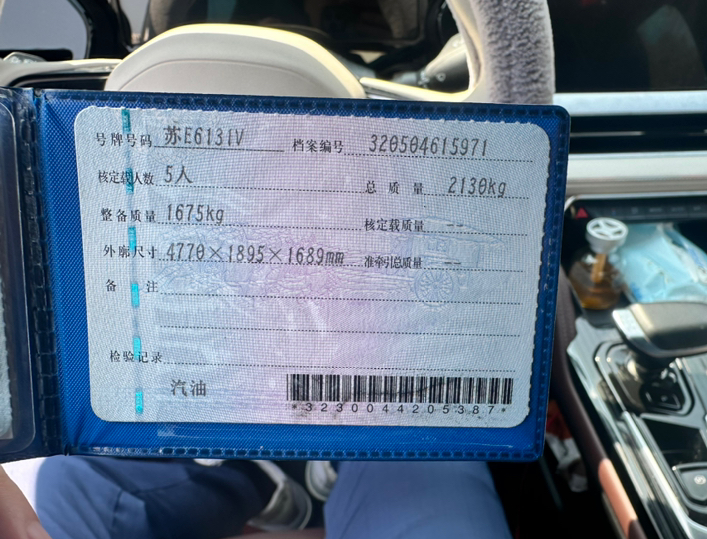 号牌号码 苏E6131V 档案编号 320504615971
核定载人数 5人 总质量 2130kg
整备质量 1675kg 核定载质量 --
外廓尺寸 4770×1895×1689mm 准牵引总质量 --
备注
检验记录
汽油
*3230044205387*